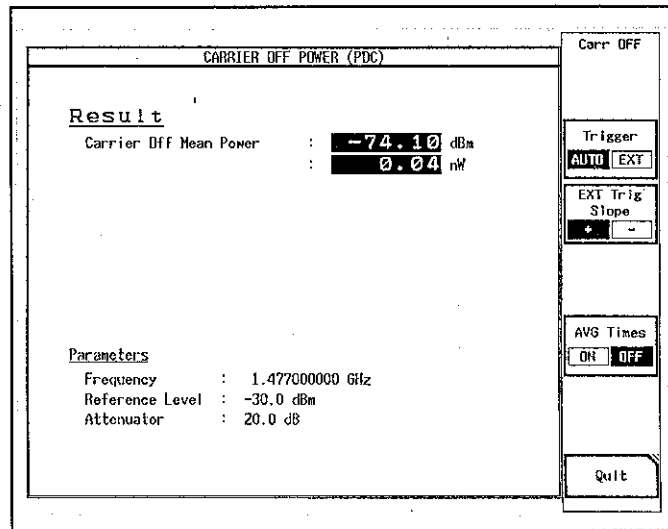 CARRIER OFF POWER (PDC)
Result
Carrier Off Mean Power : -74.10 dBm
: 0.04 nW
Parameters
Frequency : 1.477000000 GHz
Reference Level : -30.0 dBm
Attenuator : 20.0 dB
Carr OFF
Trigger
AUTO EXT
EXT Trig
Slope
+ -
AVG Times
ON OFF
Quit